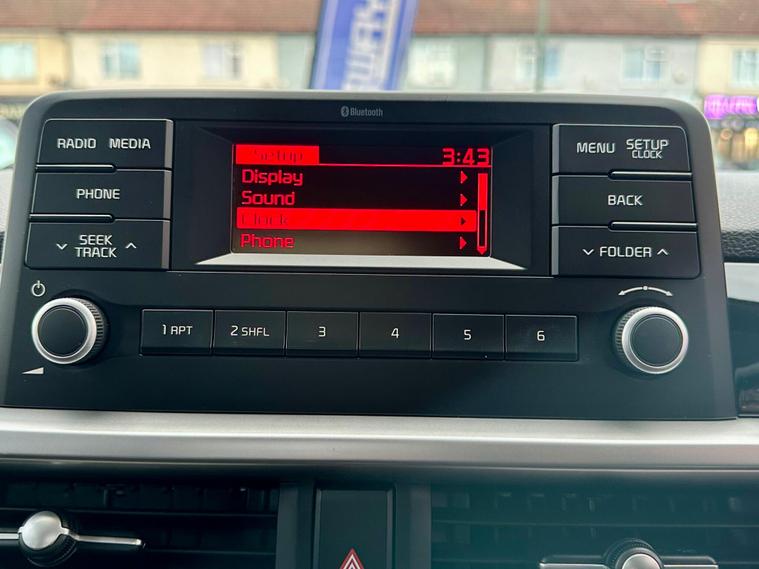 WAY
Bluetooth
RADIO MEDIA
PHONE
SEEK
TRACK
Setup 3:43
Display
Sound
Clock
Phone
MENU SETUP
CLOCK
BACK
FOLDER
1 RPT 2 SHFL 3 4 5 6